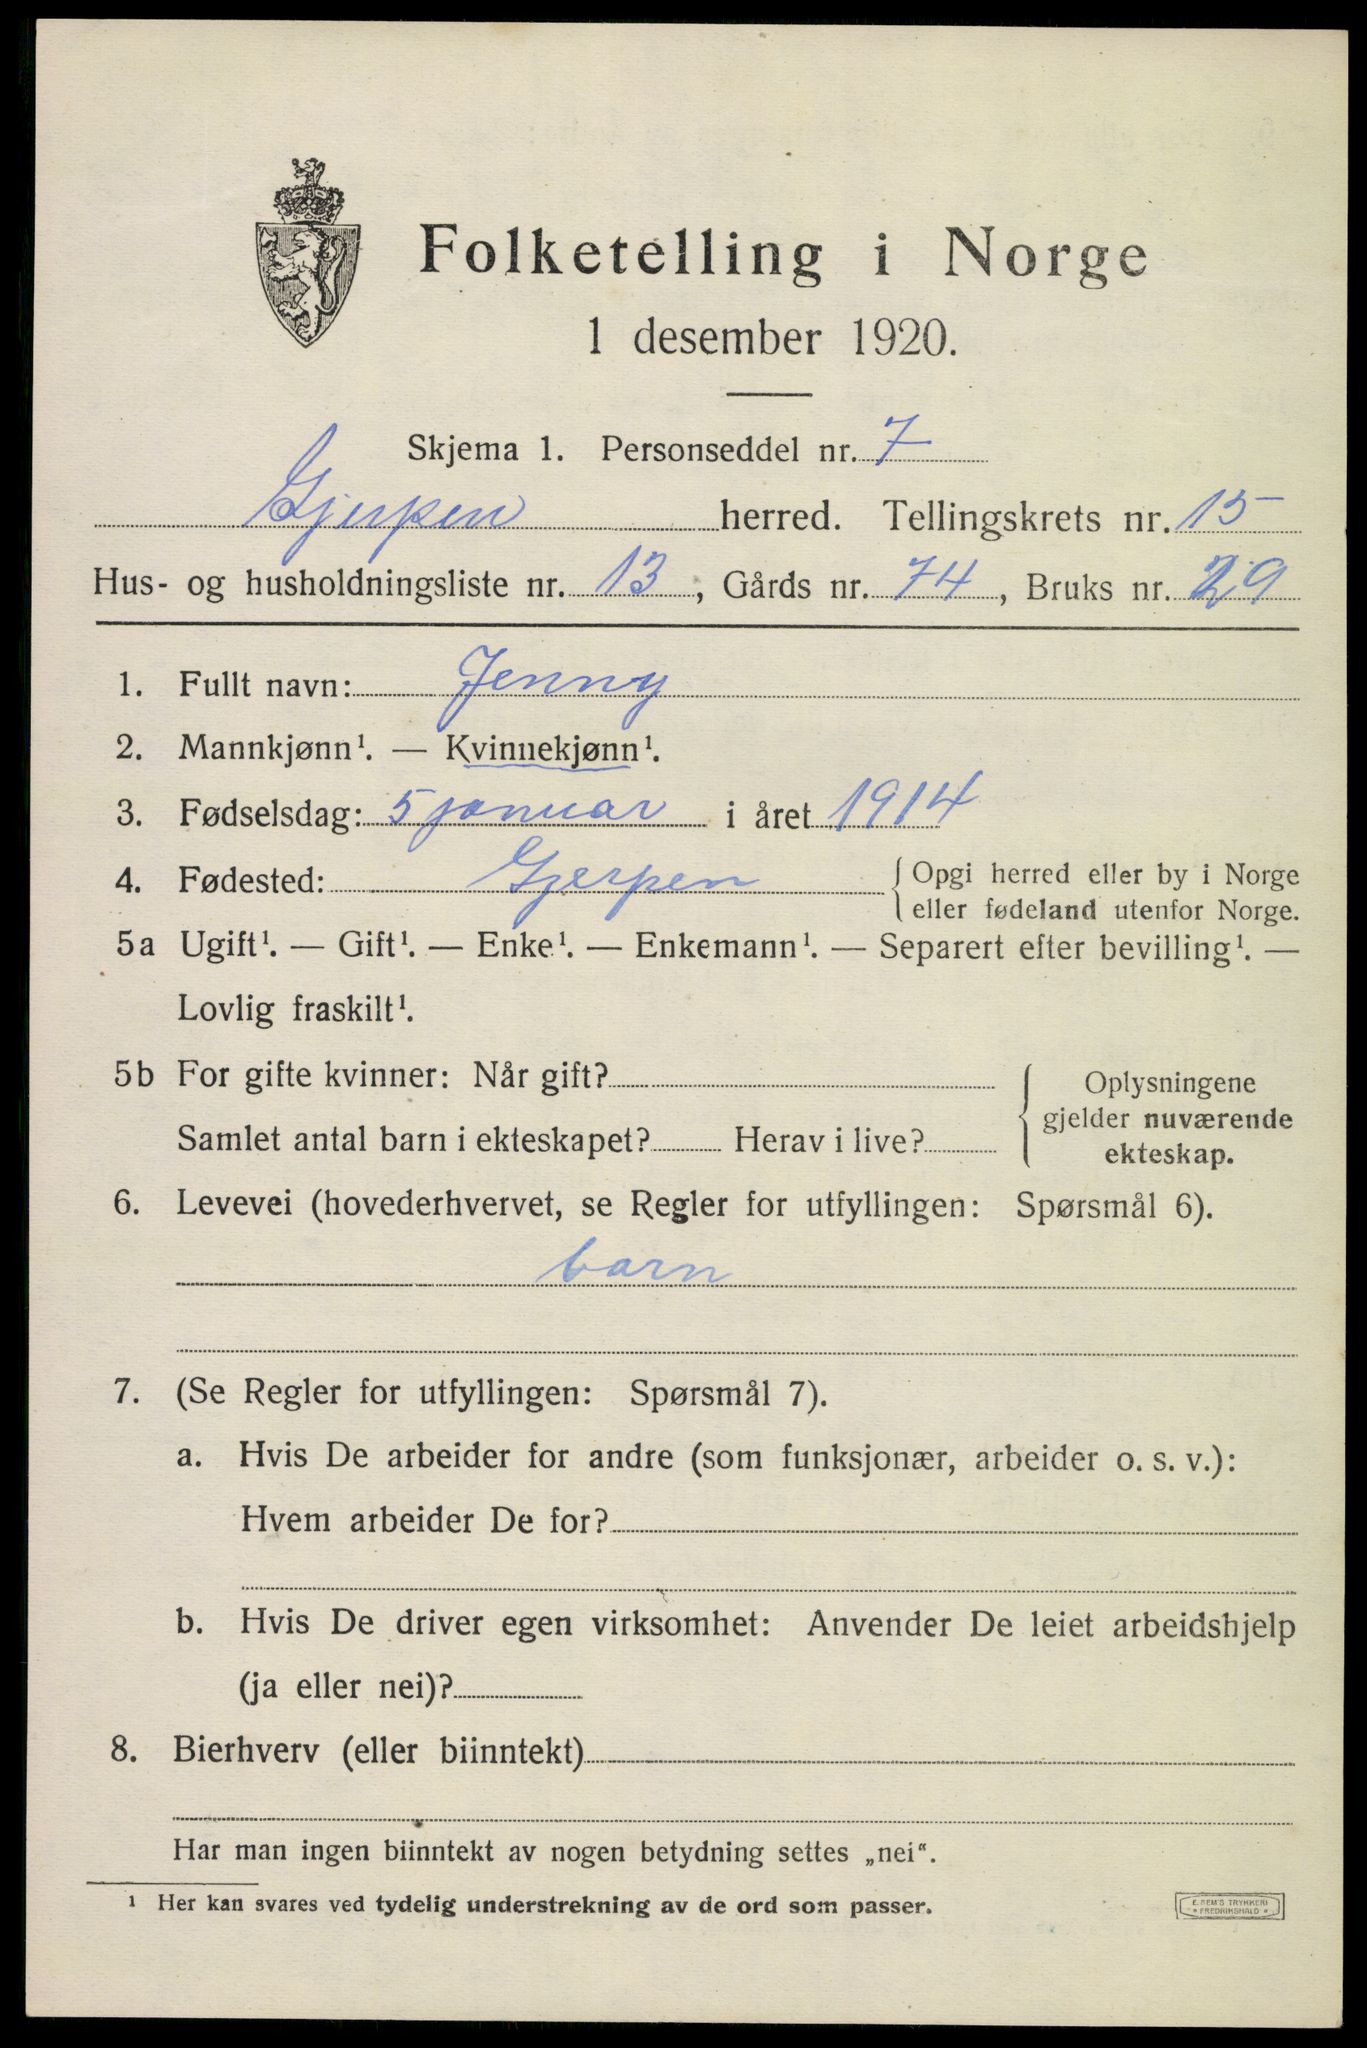 Folketelling i Norge
1 desember 1920.
Skjema 1. Personseddel nr. 7
Gjerpen herred. Tellingskrets nr. 15
Hus- og husholdningsliste nr. 13, Gårds nr. 74, Bruks nr. 29
1. Fullt navn: Jenny
2. Mannkjønn¹. — Kvinnekjønn¹.
3. Fødselsdag: 5 januar i året 1914
4. Fødested: Gjerpen { Opgi herred eller by i Norge
eller fødeland utenfor Norge.
5a Ugift¹. — Gift¹. — Enke¹. — Enkemann¹. — Separert efter bevilling¹. —
Lovlig fraskilt¹.
5b For gifte kvinner: Når gift?
Samlet antal barn i ekteskapet? Herav i live?
{ Oplysningene
gjelder nuværende
ekteskap.
6. Levevei (hovederhvervet, se Regler for utfyllingen: Spørsmål 6).
barn
7. (Se Regler for utfyllingen: Spørsmål 7).
a. Hvis De arbeider for andre (som funksjonær, arbeider o. s. v.):
Hvem arbeider De for?
b. Hvis De driver egen virksomhet: Anvender De leiet arbeidshjelp
(ja eller nei)?
8. Bierhverv (eller biinntekt)
Har man ingen biinntekt av nogen betydning settes „nei“.
¹ Her kan svares ved tydelig understrekning av de ord som passer.
E. SEM'S TRYKKERI
* FREDRIKSHALD *